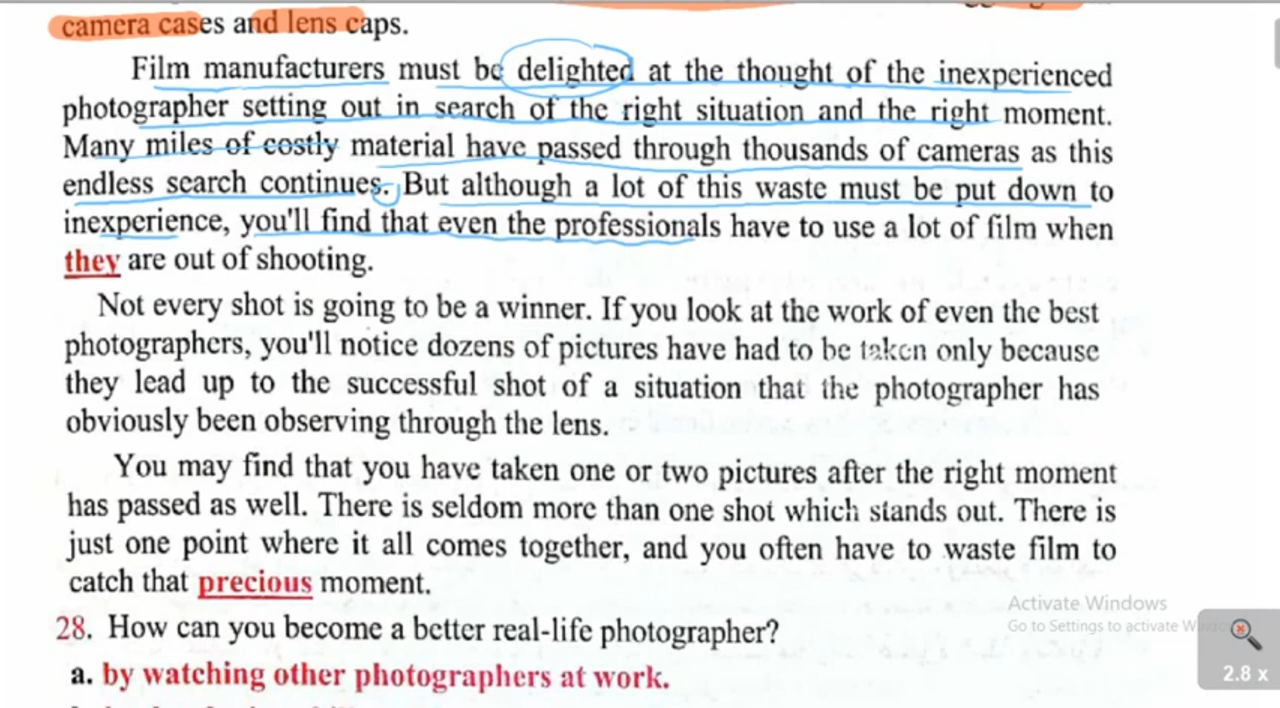 camera cases and lens caps.
Film manufacturers must be delighted at the thought of the inexperienced
photographer setting out in search of the right situation and the right moment.
Many miles of costly material have passed through thousands of cameras as this
endless search continues. But although a lot of this waste must be put down to
inexperience, you'll find that even the professionals have to use a lot of film when
they are out of shooting.
Not every shot is going to be a winner. If you look at the work of even the best
photographers, you'll notice dozens of pictures have had to be taken only because
they lead up to the successful shot of a situation that the photographer has
obviously been observing through the lens.
You may find that you have taken one or two pictures after the right moment
has passed as well. There is seldom more than one shot which stands out. There is
just one point where it all comes together, and you often have to waste film to
catch that precious moment.
Activate Windows
28. How can you become a better real-life photographer?
Go to Settings to activate
2.8 x
a. by watching other photographers at work.